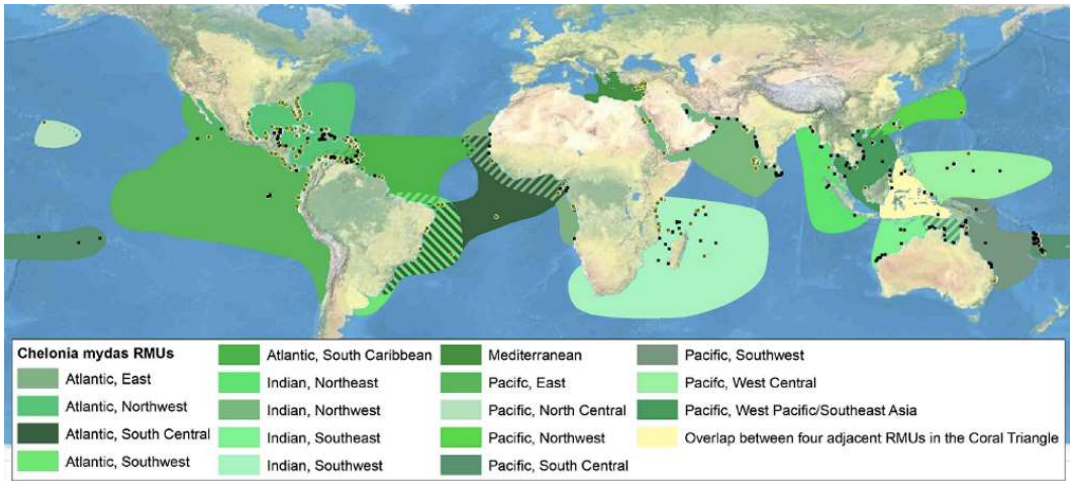 Chelonia mydas RMUs
Atlantic, East
Atlantic, Northwest
Atlantic, South Central
Atlantic, Southwest
Atlantic, South Caribbean
Indian, Northeast
Indian, Northwest
Indian, Southeast
Indian, Southwest
Mediterranean
Pacifc, East
Pacific, North Central
Pacific, Northwest
Pacific, South Central
Pacific, Southwest
Pacifc, West Central
Pacific, West Pacific/Southeast Asia
Overlap between four adjacent RMUs in the Coral Triangle